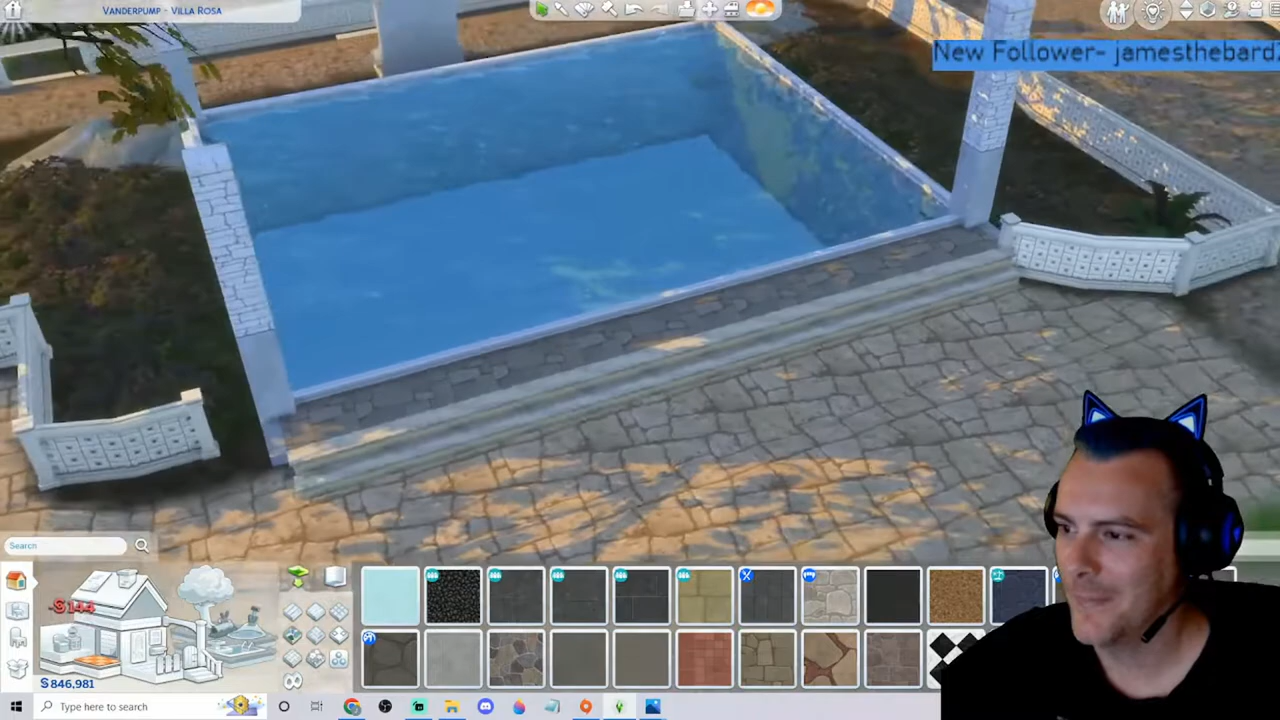 VANDERPUMP - VILLA ROSA
New Follower- jamesthebard
Search
-§144
§846,981
Type here to search